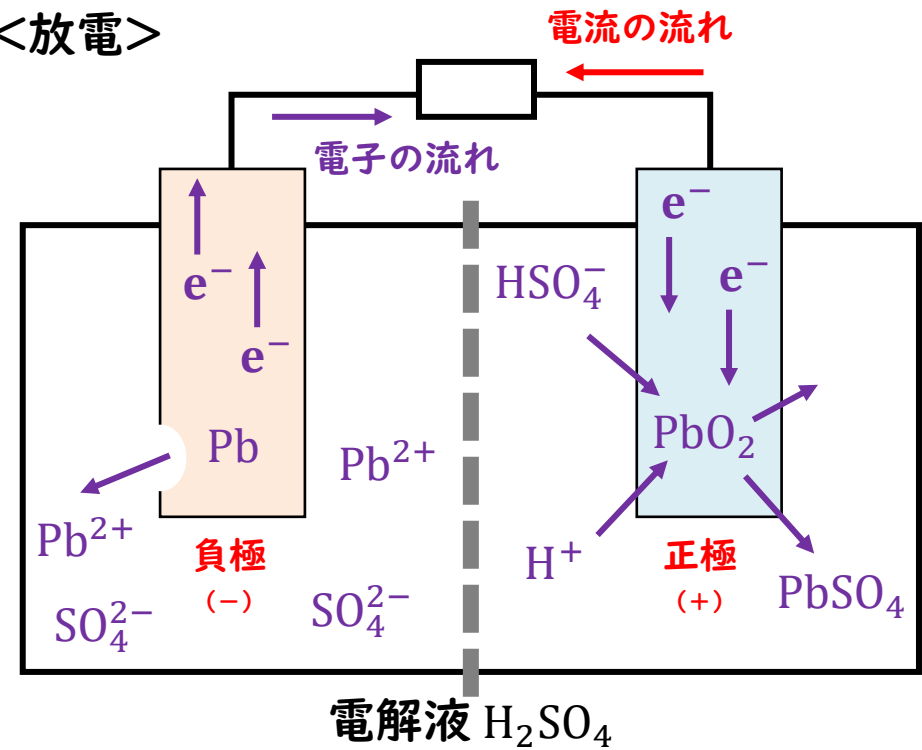 <放電>
電流の流れ
電子の流れ
e⁻
e⁻
e⁻
e⁻
HSO₄⁻
Pb
Pb²⁺
PbO₂
Pb²⁺
負極
(−)
H⁺
正極
(+)
PbSO₄
SO₄²⁻
SO₄²⁻
電解液 H₂SO₄